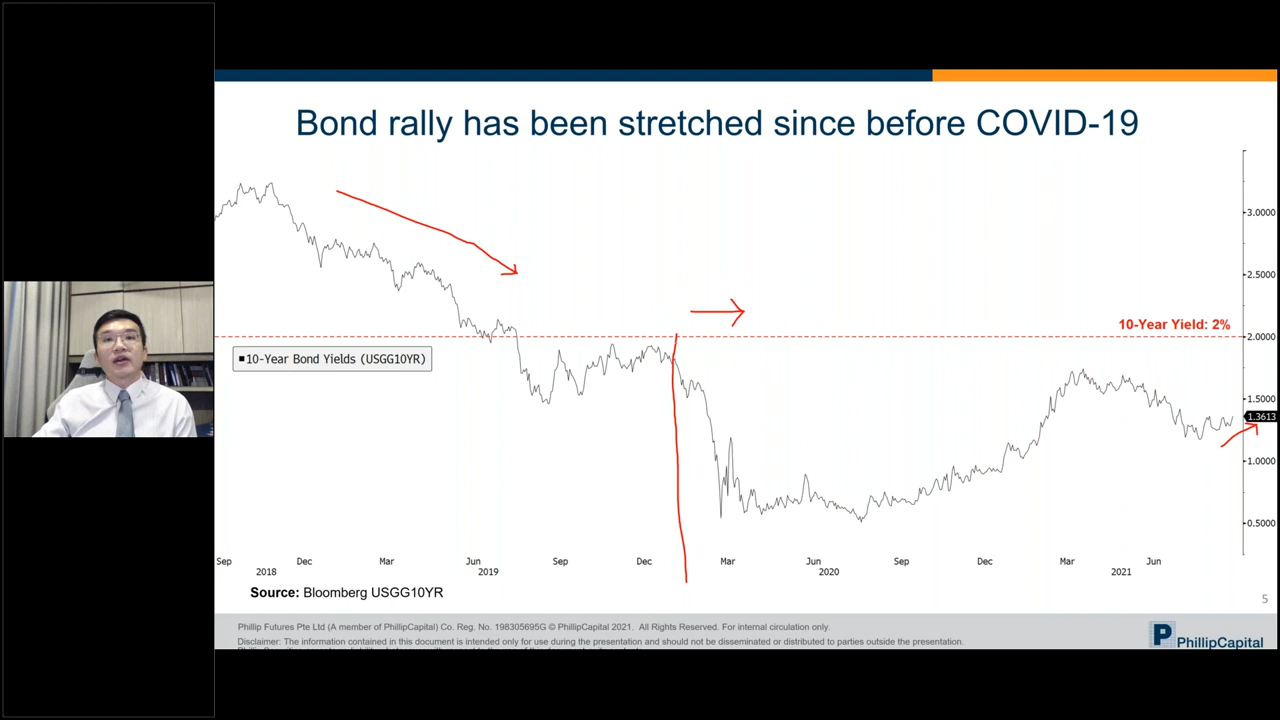 Bond rally has been stretched since before COVID-19
3.0000
2.5000
10-Year Yield: 2%
2.0000
10-Year Bond Yields (USGG10YR)
1.5000
1.3613
1.0000
0.5000
Sep Dec Mar Jun Sep Dec Mar Jun Sep Dec Mar Jun
2018 2019 2020 2021
Source: Bloomberg USGG10YR
5
Phillip Futures Pte Ltd (A member of PhillipCapital) Co. Reg. No. 198305695G © PhillipCapital 2021. All Rights Reserved. For internal circulation only.
Disclaimer: The information contained in this document is intended only for use during the presentation and should not be disseminated or distributed to parties outside the presentation.
PhillipCapital